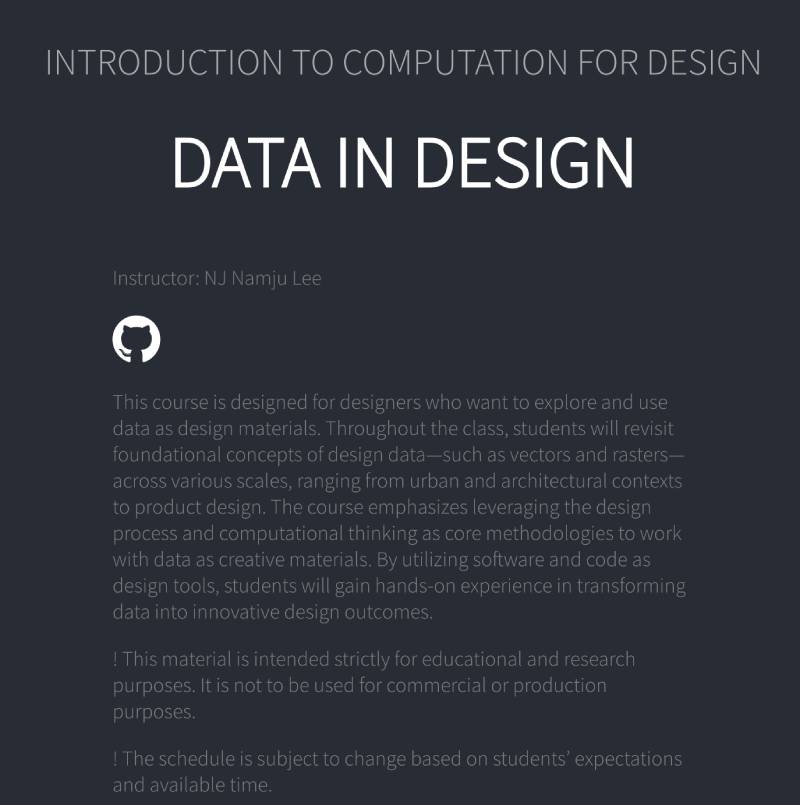 INTRODUCTION TO COMPUTATION FOR DESIGN
DATA IN DESIGN
Instructor: NJ Namju Lee
This course is designed for designers who want to explore and use
data as design materials. Throughout the class, students will revisit
foundational concepts of design data—such as vectors and rasters—
across various scales, ranging from urban and architectural contexts
to product design. The course emphasizes leveraging the design
process and computational thinking as core methodologies to work
with data as creative materials. By utilizing software and code as
design tools, students will gain hands-on experience in transforming
data into innovative design outcomes.
! This material is intended strictly for educational and research
purposes. It is not to be used for commercial or production
purposes.
! The schedule is subject to change based on students’ expectations
and available time.